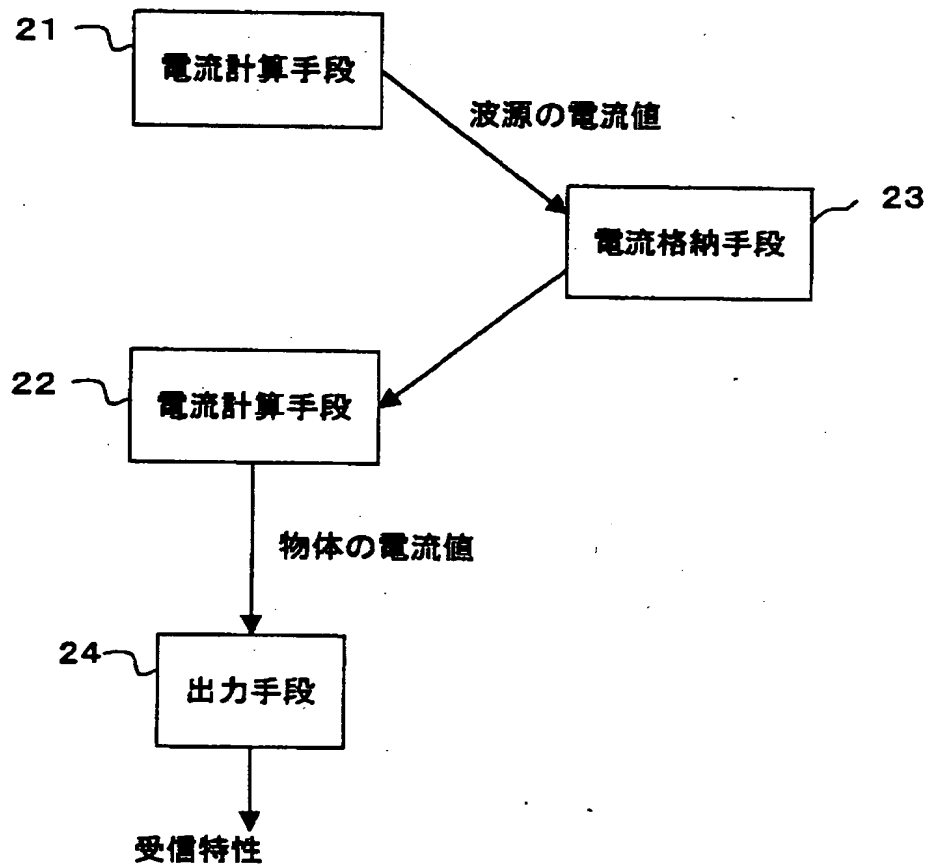 21
電流計算手段
波源の電流値
23
電流格納手段
22
電流計算手段
物体の電流値
24
出力手段
受信特性